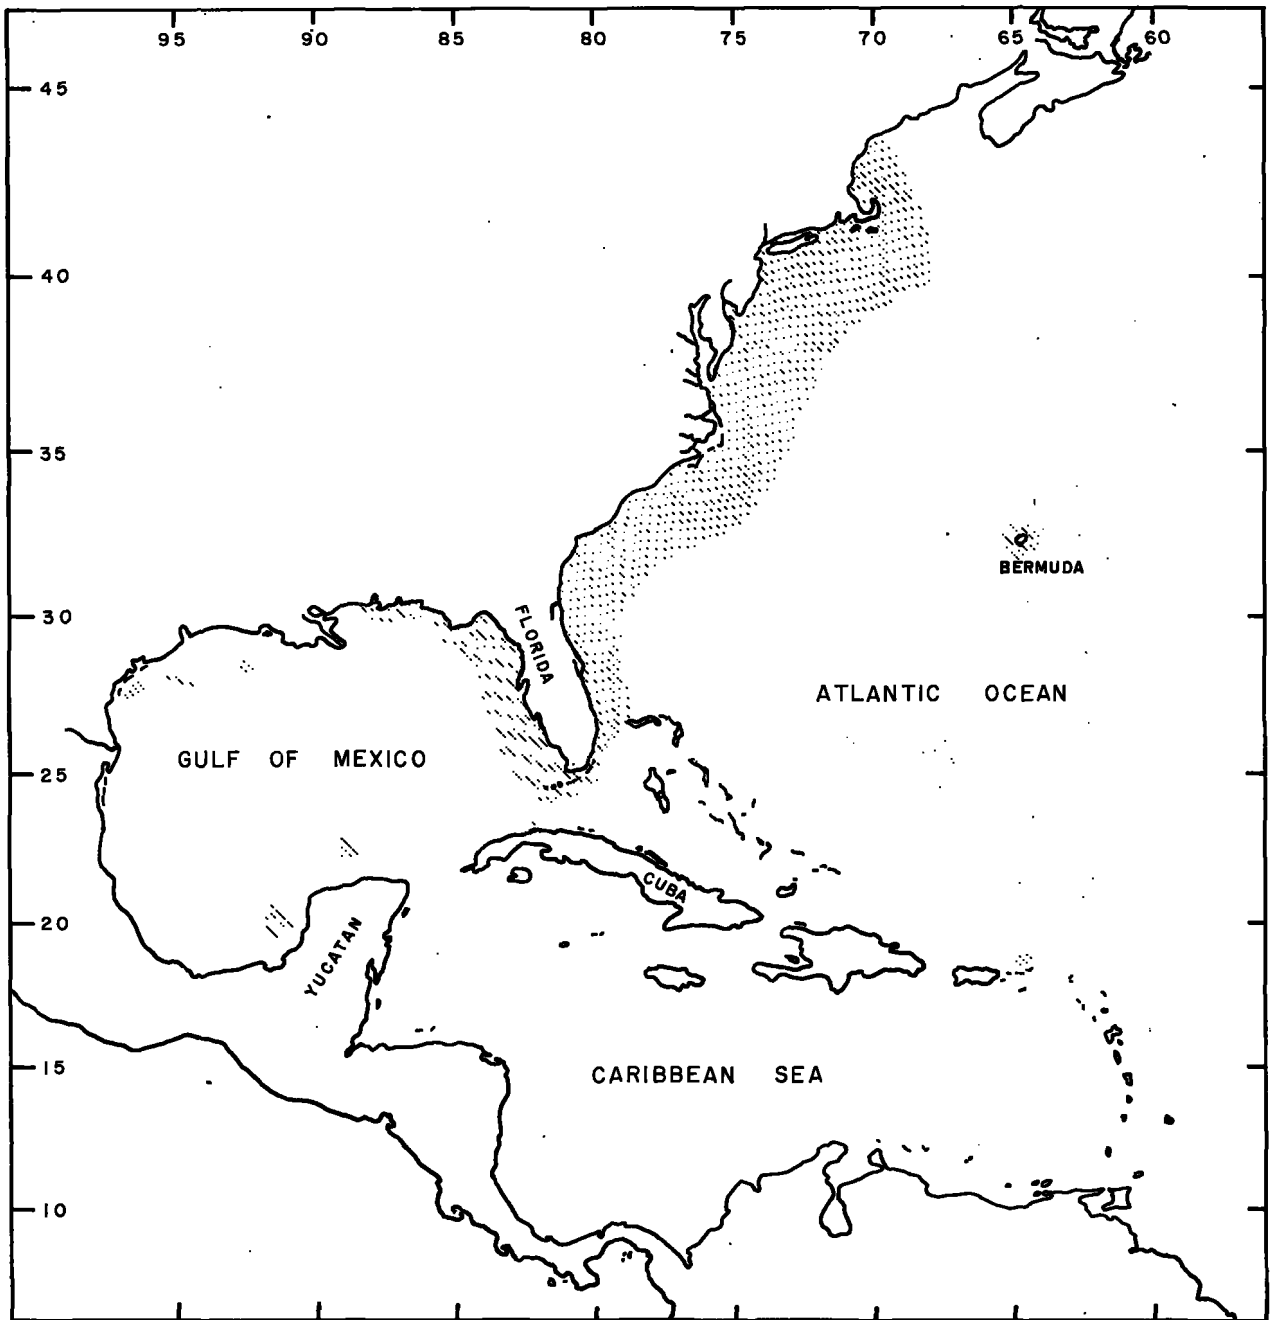 95 90 85 80 75 70 65 60
45
40
35
BERMUDA
30
FLORIDA
ATLANTIC OCEAN
GULF OF MEXICO
25
CUBA
20
YUCATAN
15
CARIBBEAN SEA
10